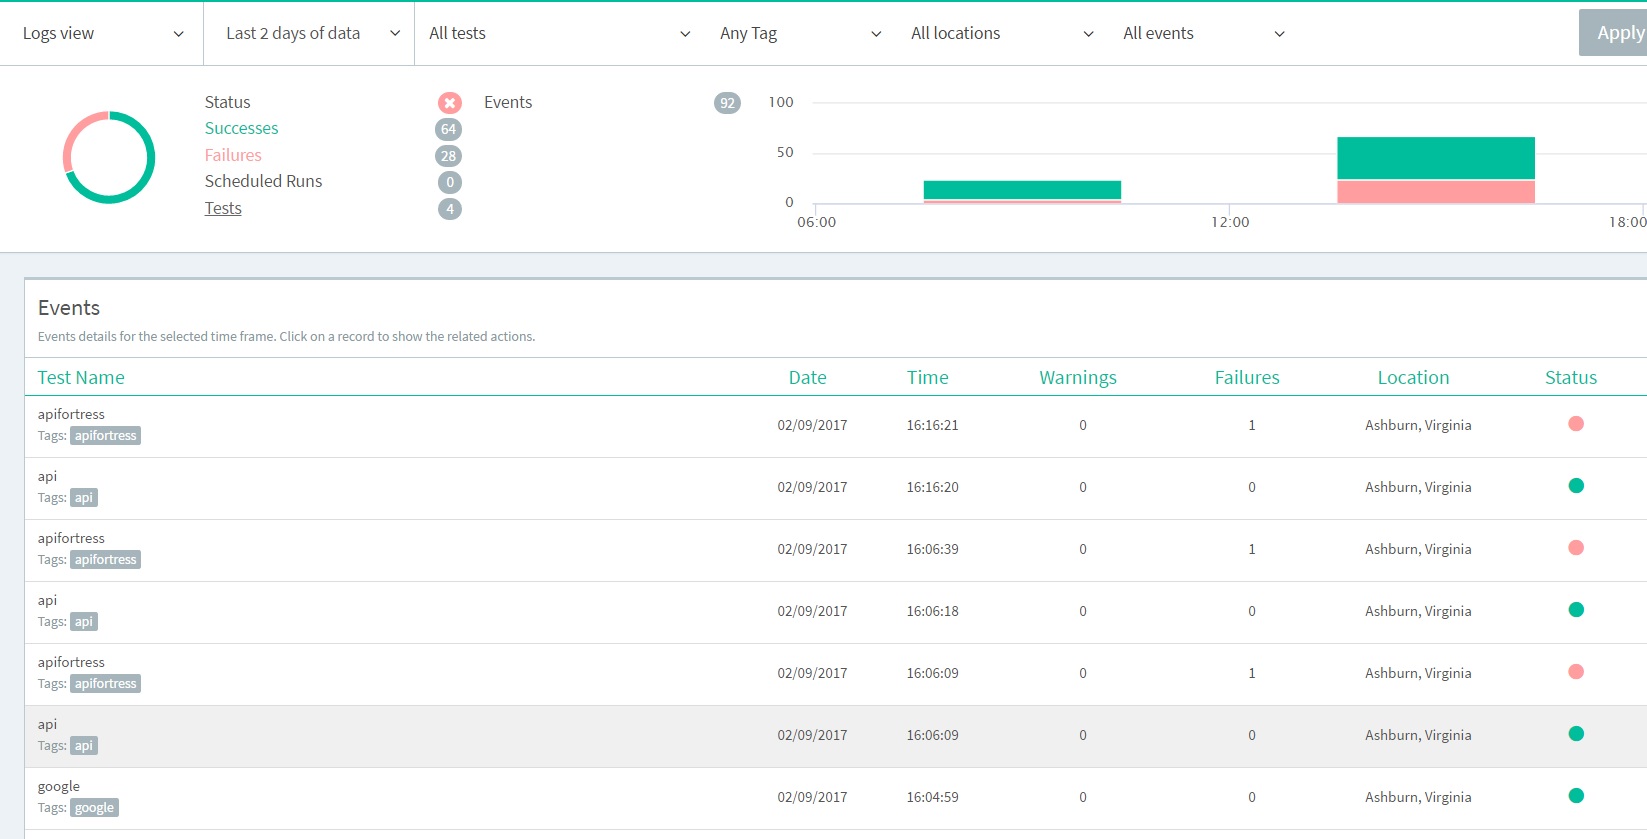 Logs view Last 2 days of data All tests Any Tag All locations All events Apply
Status Events 92
Successes 64
Failures 28
Scheduled Runs 0
Tests 4
100
50
0
06:00 12:00 18:00
Events
Events details for the selected time frame. Click on a record to show the related actions.
Test Name Date Time Warnings Failures Location Status
apifortress
Tags: apifortress 02/09/2017 16:16:21 0 1 Ashburn, Virginia
api
Tags: api 02/09/2017 16:16:20 0 0 Ashburn, Virginia
apifortress
Tags: apifortress 02/09/2017 16:06:39 0 1 Ashburn, Virginia
api
Tags: api 02/09/2017 16:06:18 0 0 Ashburn, Virginia
apifortress
Tags: apifortress 02/09/2017 16:06:09 0 1 Ashburn, Virginia
api
Tags: api 02/09/2017 16:06:09 0 0 Ashburn, Virginia
google
Tags: google 02/09/2017 16:04:59 0 0 Ashburn, Virginia